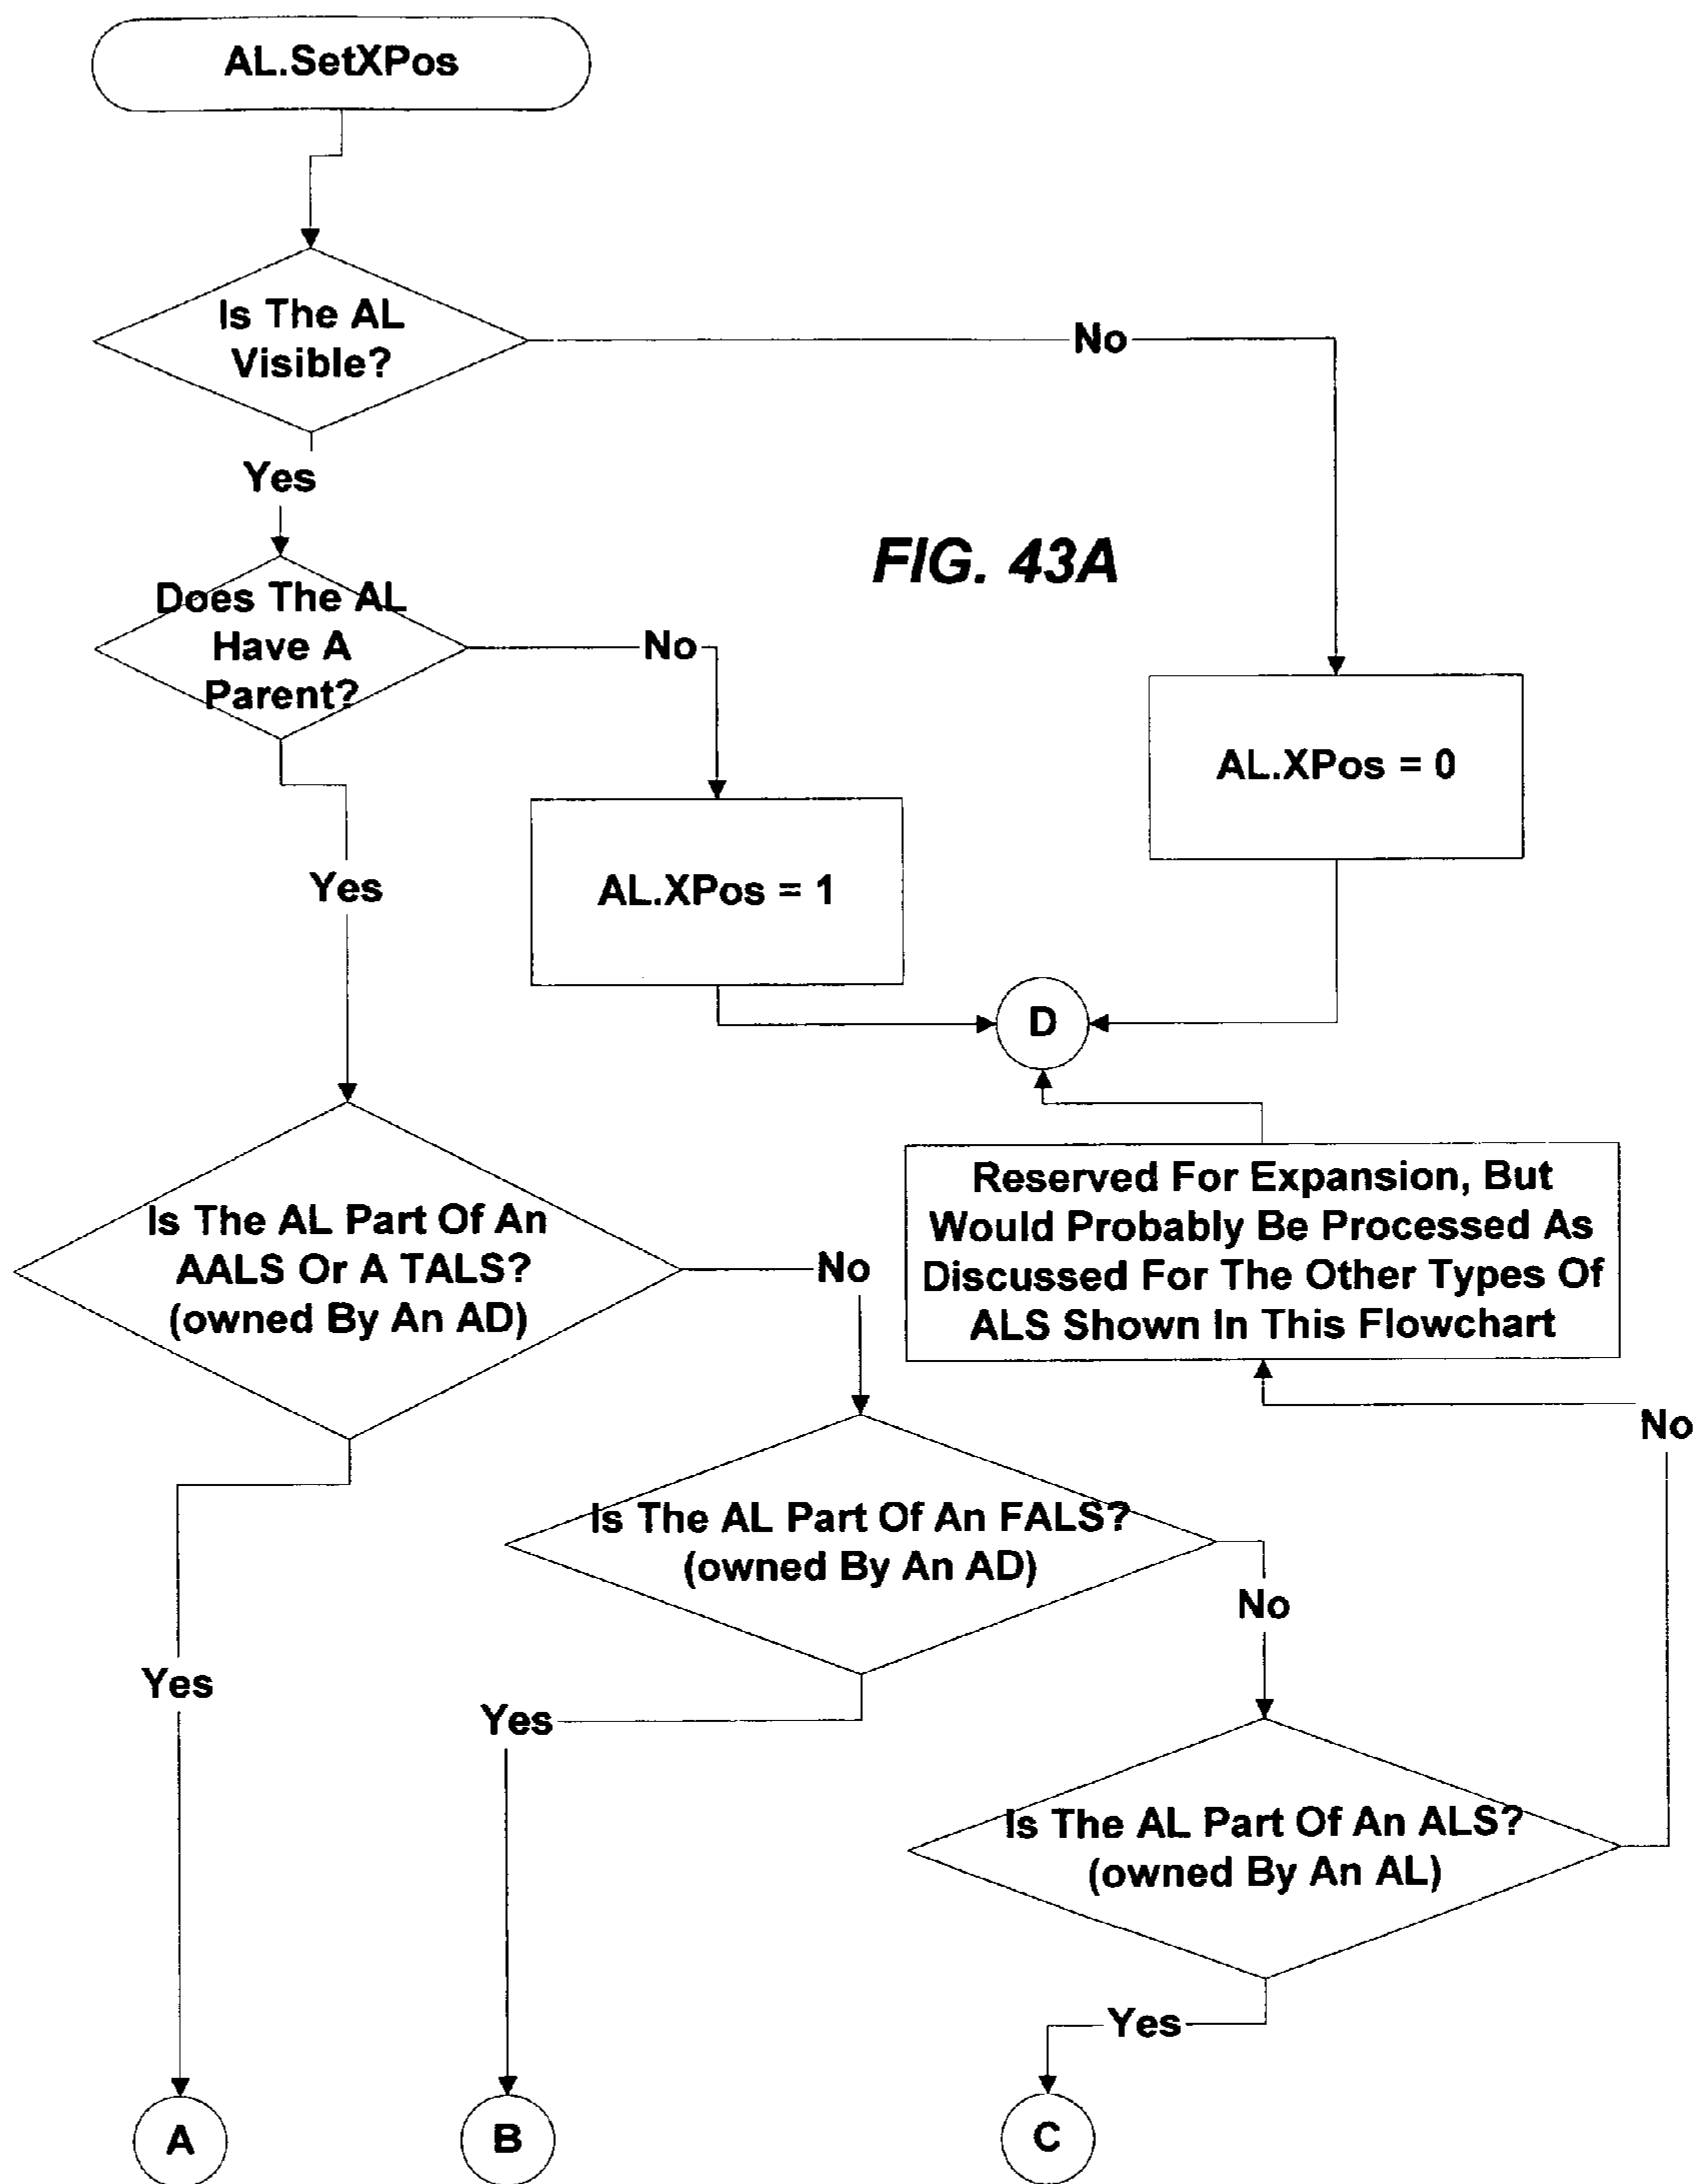 AL.SetXPos
Is The AL
Visible?
No
Yes
FIG. 43A
Does The AL
Have A
Parent?
No
AL.XPos = 0
AL.XPos = 1
Yes
D
Is The AL Part Of An
AALS Or A TALS?
(owned By An AD)
No
Reserved For Expansion, But
Would Probably Be Processed As
Discussed For The Other Types Of
ALS Shown In This Flowchart
No
Is The AL Part Of An FALS?
(owned By An AD)
No
Yes
Yes
Is The AL Part Of An ALS?
(owned By An AL)
Yes
A
B
C